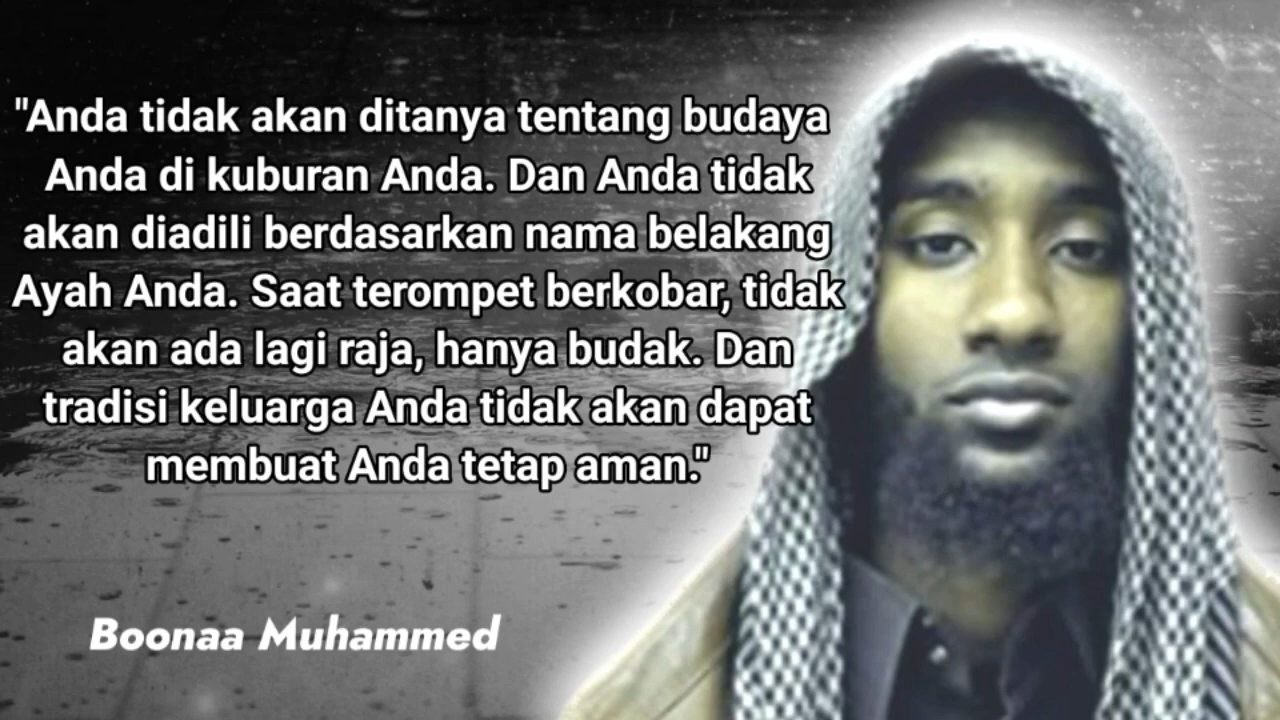 "Anda tidak akan ditanya tentang budaya
Anda di kuburan Anda. Dan Anda tidak
akan diadili berdasarkan nama belakang
Ayah Anda. Saat terompet berkobar, tidak
akan ada lagi raja, hanya budak. Dan
tradisi keluarga Anda tidak akan dapat
membuat Anda tetap aman."
Boonaa Muhammed